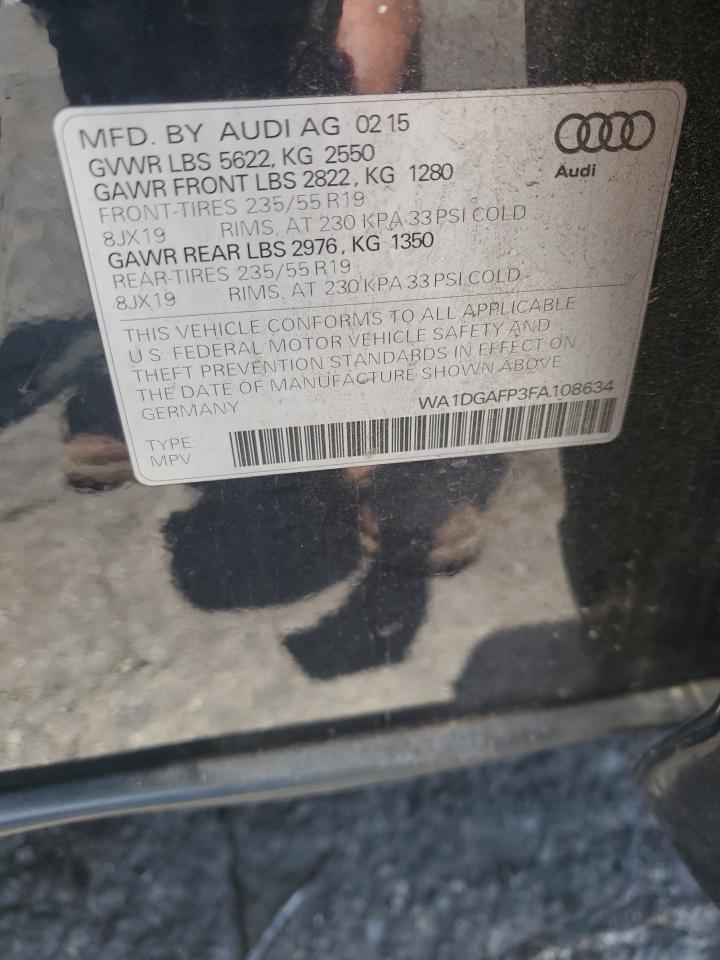 MFD. BY AUDI AG 02 15
Audi
GVWR LBS 5622, KG 2550
GAWR FRONT LBS 2822, KG 1280
FRONT-TIRES 235/55 R19
8JX19 RIMS, AT 230 KPA 33 PSI COLD
GAWR REAR LBS 2976, KG 1350
REAR-TIRES 235/55 R19
8JX19 RIMS, AT 230 KPA 33 PSI COLD
THIS VEHICLE CONFORMS TO ALL APPLICABLE
U.S. FEDERAL MOTOR VEHICLE SAFETY AND
THEFT PREVENTION STANDARDS IN EFFECT ON
THE DATE OF MANUFACTURE SHOWN ABOVE
GERMANY WA1DGAFP3FA108634
TYPE:
MPV